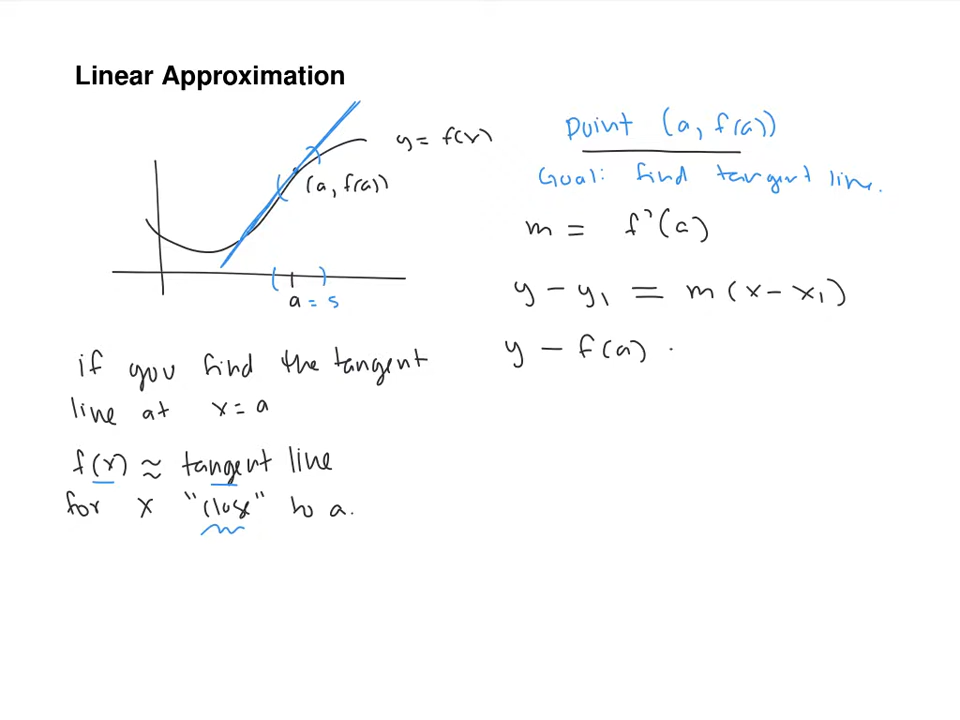 Linear Approximation
y = f(x)
(a, f(a))
a = 5
if you find the tangent
line at x = a
f(x) ≈ tangent line
for x "close" to a.
Point (a, f(a))
Goal: find tangent line.
m = f'(a)
y - y₁ = m(x - x₁)
y - f(a)